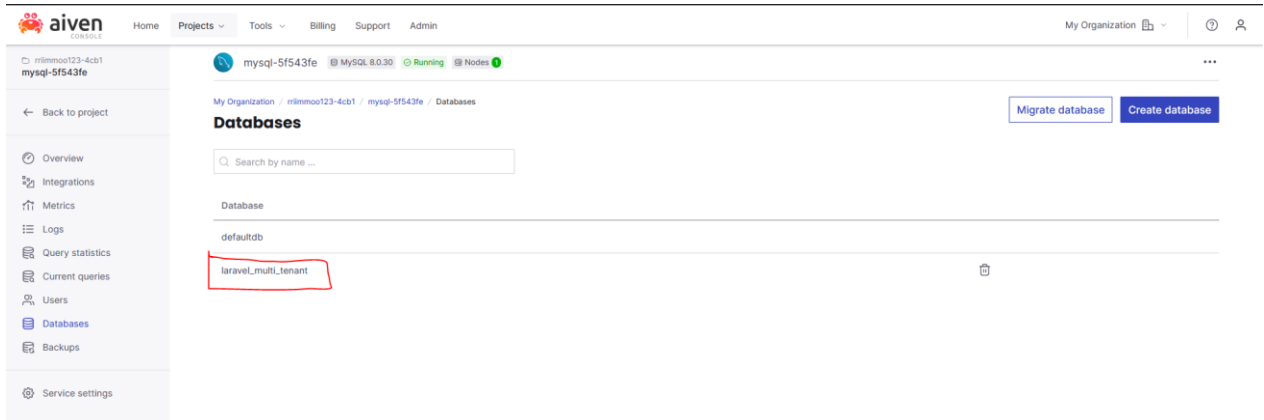 aiven
CONSOLE
Home
Projects
Tools
Billing
Support
Admin
My Organization
rrlimmoo123-4cb1
mysql-5f543fe
Back to project
Overview
Integrations
Metrics
Logs
Query statistics
Current queries
Users
Databases
Backups
Service settings
mysql-5f543fe MySQL 8.0.30 Running Nodes 1
My Organization / rrlimmoo123-4cb1 / mysql-5f543fe / Databases
Databases
Migrate database
Create database
Search by name ...
Database
defaultdb
laravel_multi_tenant